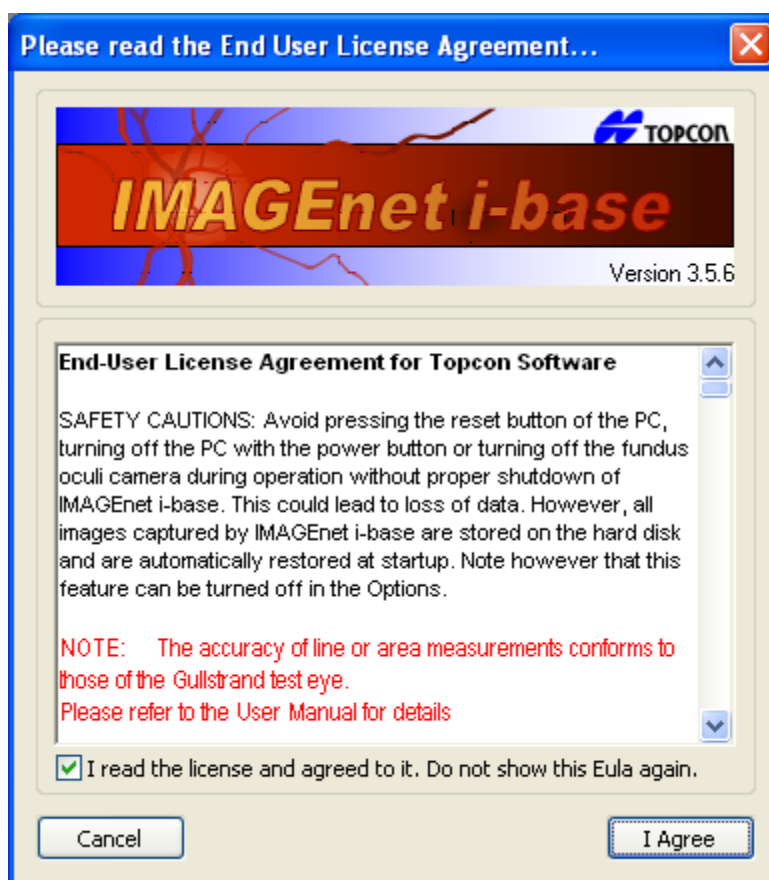 Please read the End User License Agreement...
TOPCON
IMAGEnet i-base
Version 3.5.6
End-User License Agreement for Topcon Software
SAFETY CAUTIONS: Avoid pressing the reset button of the PC,
turning off the PC with the power button or turning off the fundus
oculi camera during operation without proper shutdown of
IMAGEnet i-base. This could lead to loss of data. However, all
images captured by IMAGEnet i-base are stored on the hard disk
and are automatically restored at startup. Note however that this
feature can be turned off in the Options.
NOTE: The accuracy of line or area measurements conforms to
those of the Gullstrand test eye.
Please refer to the User Manual for details
I read the license and agreed to it. Do not show this Eula again.
Cancel
I Agree